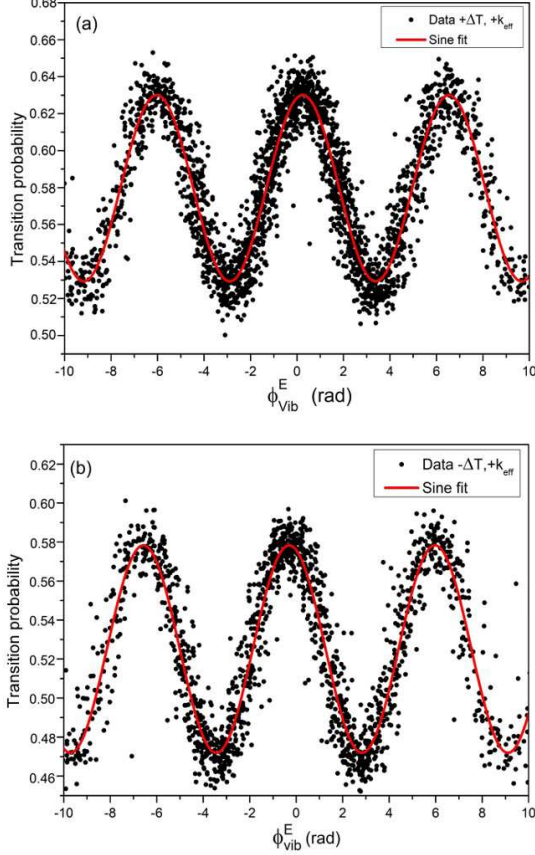 0.68
(a)
Data +ΔT, +k_eff
Sine fit
0.66
0.64
0.62
0.60
0.58
0.56
0.54
0.52
0.50
Transition probability
-10 -8 -6 -4 -2 0 2 4 6 8 10
ϕ^E_Vib (rad)
(b)
Data -ΔT,+k_eff
Sine fit
0.62
0.60
0.58
0.56
0.54
0.52
0.50
0.48
0.46
Transition probability
-10 -8 -6 -4 -2 0 2 4 6 8 10
ϕ^E_vib (rad)